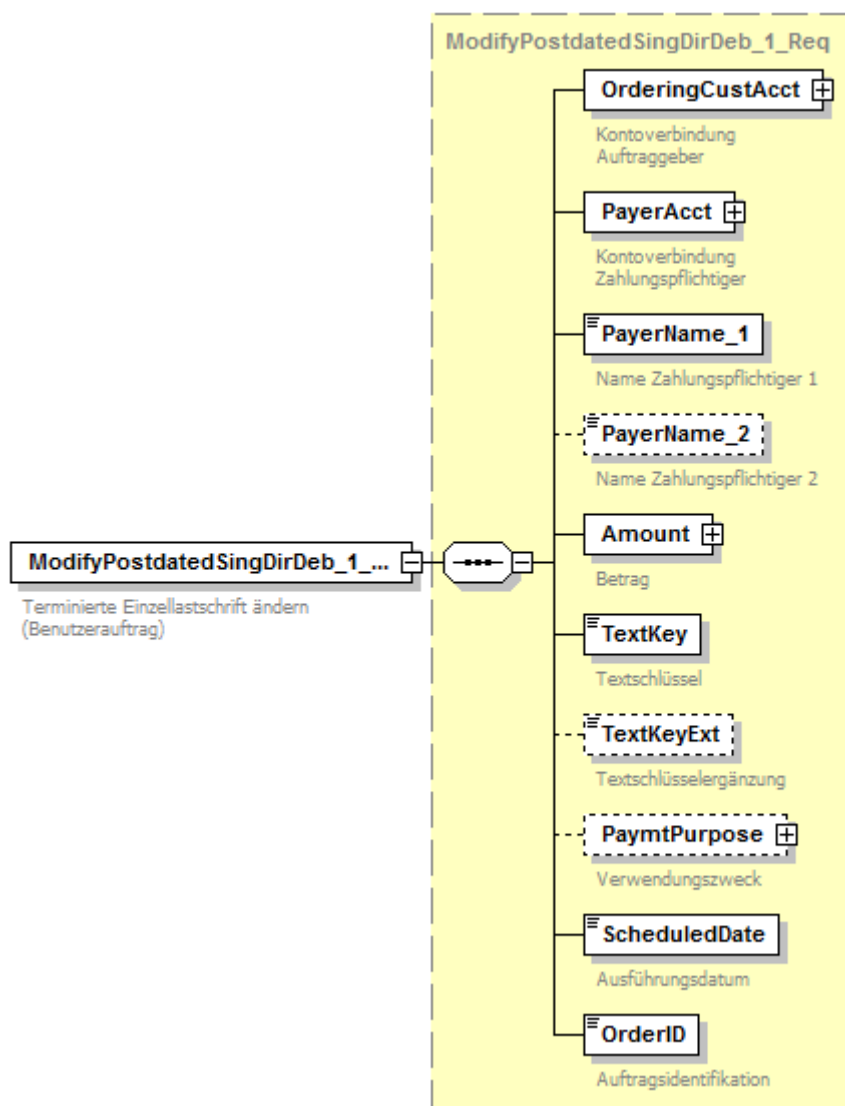 ModifyPostdatedSingDirDeb_1_Req
OrderingCustAcct
Kontoverbindung
Auftraggeber
PayerAcct
Kontoverbindung
Zahlungspflichtiger
PayerName_1
Name Zahlungspflichtiger 1
PayerName_2
Name Zahlungspflichtiger 2
ModifyPostdatedSingDirDeb_1_...
Terminierte Einzellastschrift ändern
(Benutzerauftrag)
Amount
Betrag
TextKey
Textschlüssel
TextKeyExt
Textschlüsselergänzung
PaymtPurpose
Verwendungszweck
ScheduledDate
Ausführungsdatum
OrderID
Auftragsidentifikation